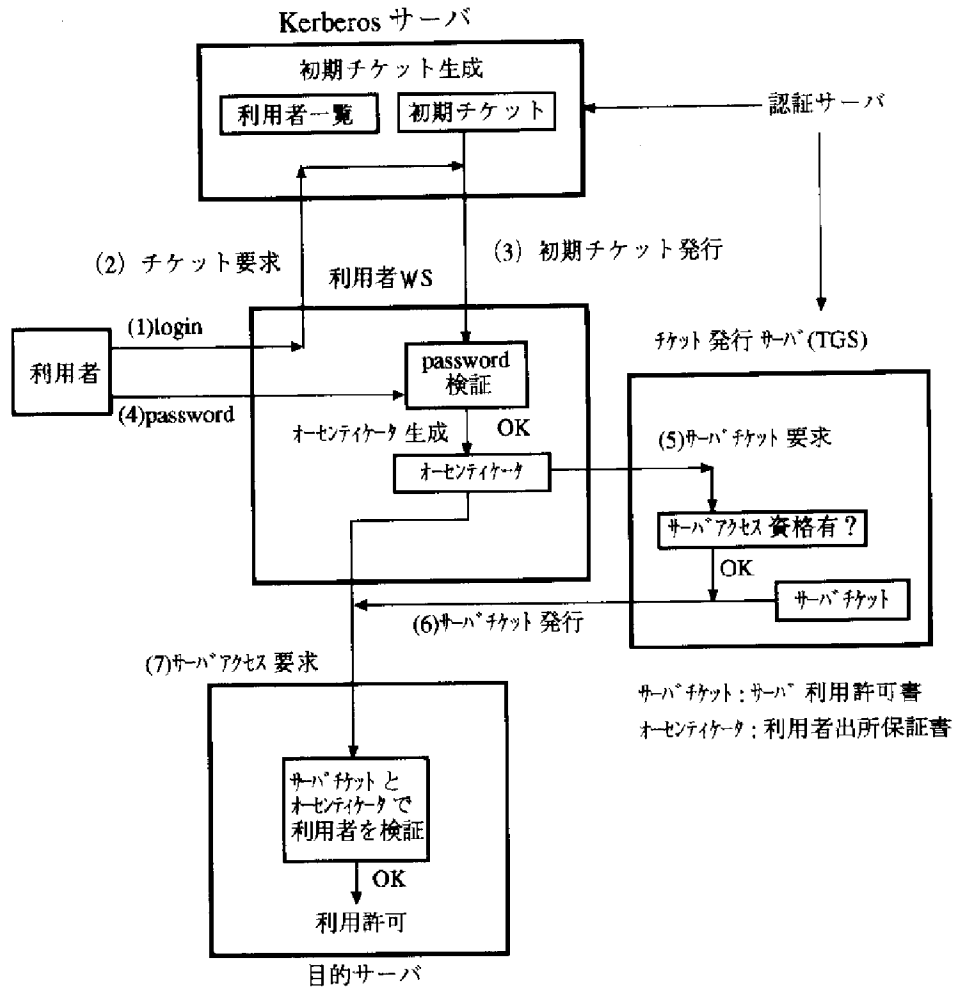 Kerberos サーバ
初期チケット生成
利用者一覧
初期チケット
認証サーバ
(2) チケット要求
(3) 初期チケット発行
利用者WS
(1)login
チケット 発行 サーバ(TGS)
利用者
password
検証
(4)password
オーセンティケータ 生成
OK
(5)サーバチケット 要求
オーセンティケータ
サーバアクセス 資格有?
OK
サーバチケット
(6)サーバチケット 発行
(7)サーバアクセス 要求
サーバチケット:サーバ 利用許可書
オーセンティケータ:利用者出所保証書
サーバチケット と
オーセンティケータ で
利用者を検証
OK
利用許可
目的サーバ